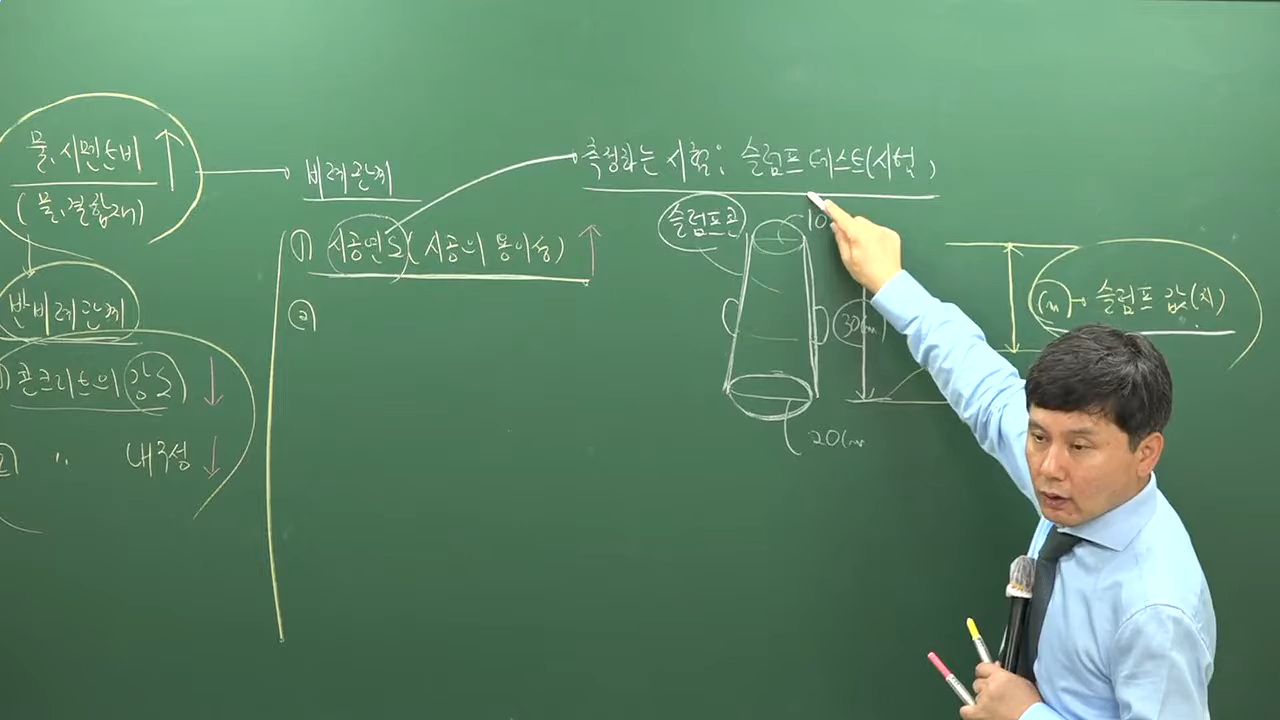 물.시멘트비
(물.결합재)
반비례관계
콘크리트의 강도)
② 〃 내구성
비례관계
① 시공연도(시공의 용이성)
②
측정하는 시험: 슬럼프테스트(시험)
슬럼프콘
10
30cm
20cm
cm → 슬럼프 값(치)